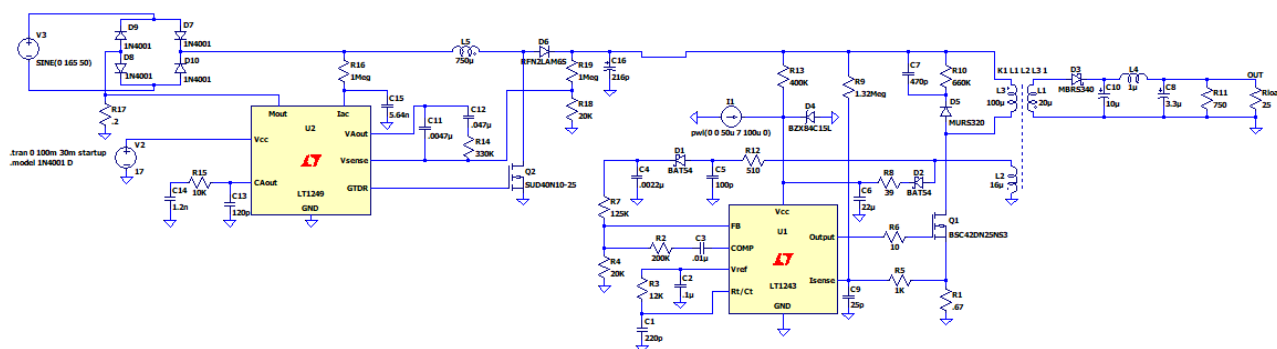 V3
SINE(0 165 50)
D9
1N4001
D7
1N4001
D8
1N4001
D10
1N4001
R17
.2
V2
17
.tran 0 100m 30m startup
.model 1N4001 D
R15
10K
C14
1.2n
C13
120p
Mout
Iac
U2
Vcc
VAout
Vsense
CAout
LT1249
GTDR
GND
R16
1Meg
C15
5.64n
C11
.0047µ
C12
.047µ
R14
330K
L5
750µ
D6
RFN2LAM6S
Q2
SUD40N10-25
R19
1Meg
R18
20K
C16
216p
R13
400K
I1
pwl(0 0 50u 7 100u 0)
D4
BZX84C15L
R9
1.32Meg
C7
470p
R10
660K
D5
MURS320
K1 L1 L2 L3 1
L3
100µ
L1
20µ
D3
MBRS340
C10
10µ
L4
1µ
C8
3.3µ
R11
750
OUT
Rload
25
D1
BAT54
C4
.0022µ
C5
100p
R12
510
R8
39
D2
BAT54
C6
22µ
L2
16µ
R7
125K
R4
20K
R2
200K
C3
.01µ
R3
12K
C2
.1µ
C1
220p
Vcc
U1
FB
COMP
Output
Vref
Rt/Ct
Isense
LT1243
GND
R6
10
Q1
BSC42DN25NS3
R5
1K
C9
25p
R1
.67